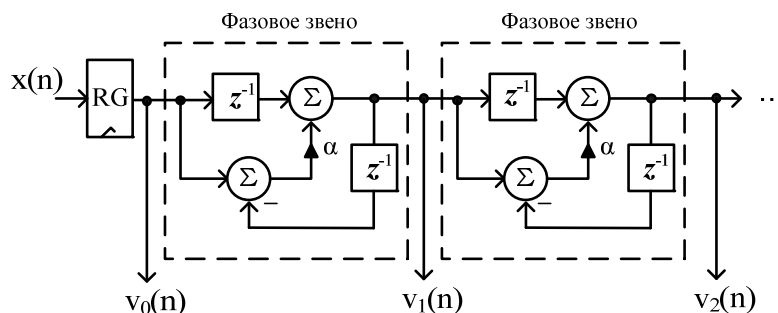 Фазовое звено
Фазовое звено
x(n)
RG
z⁻¹
Σ
z⁻¹
Σ
...
α
α
Σ
z⁻¹
Σ
z⁻¹
−
−
v₀(n)
v₁(n)
v₂(n)